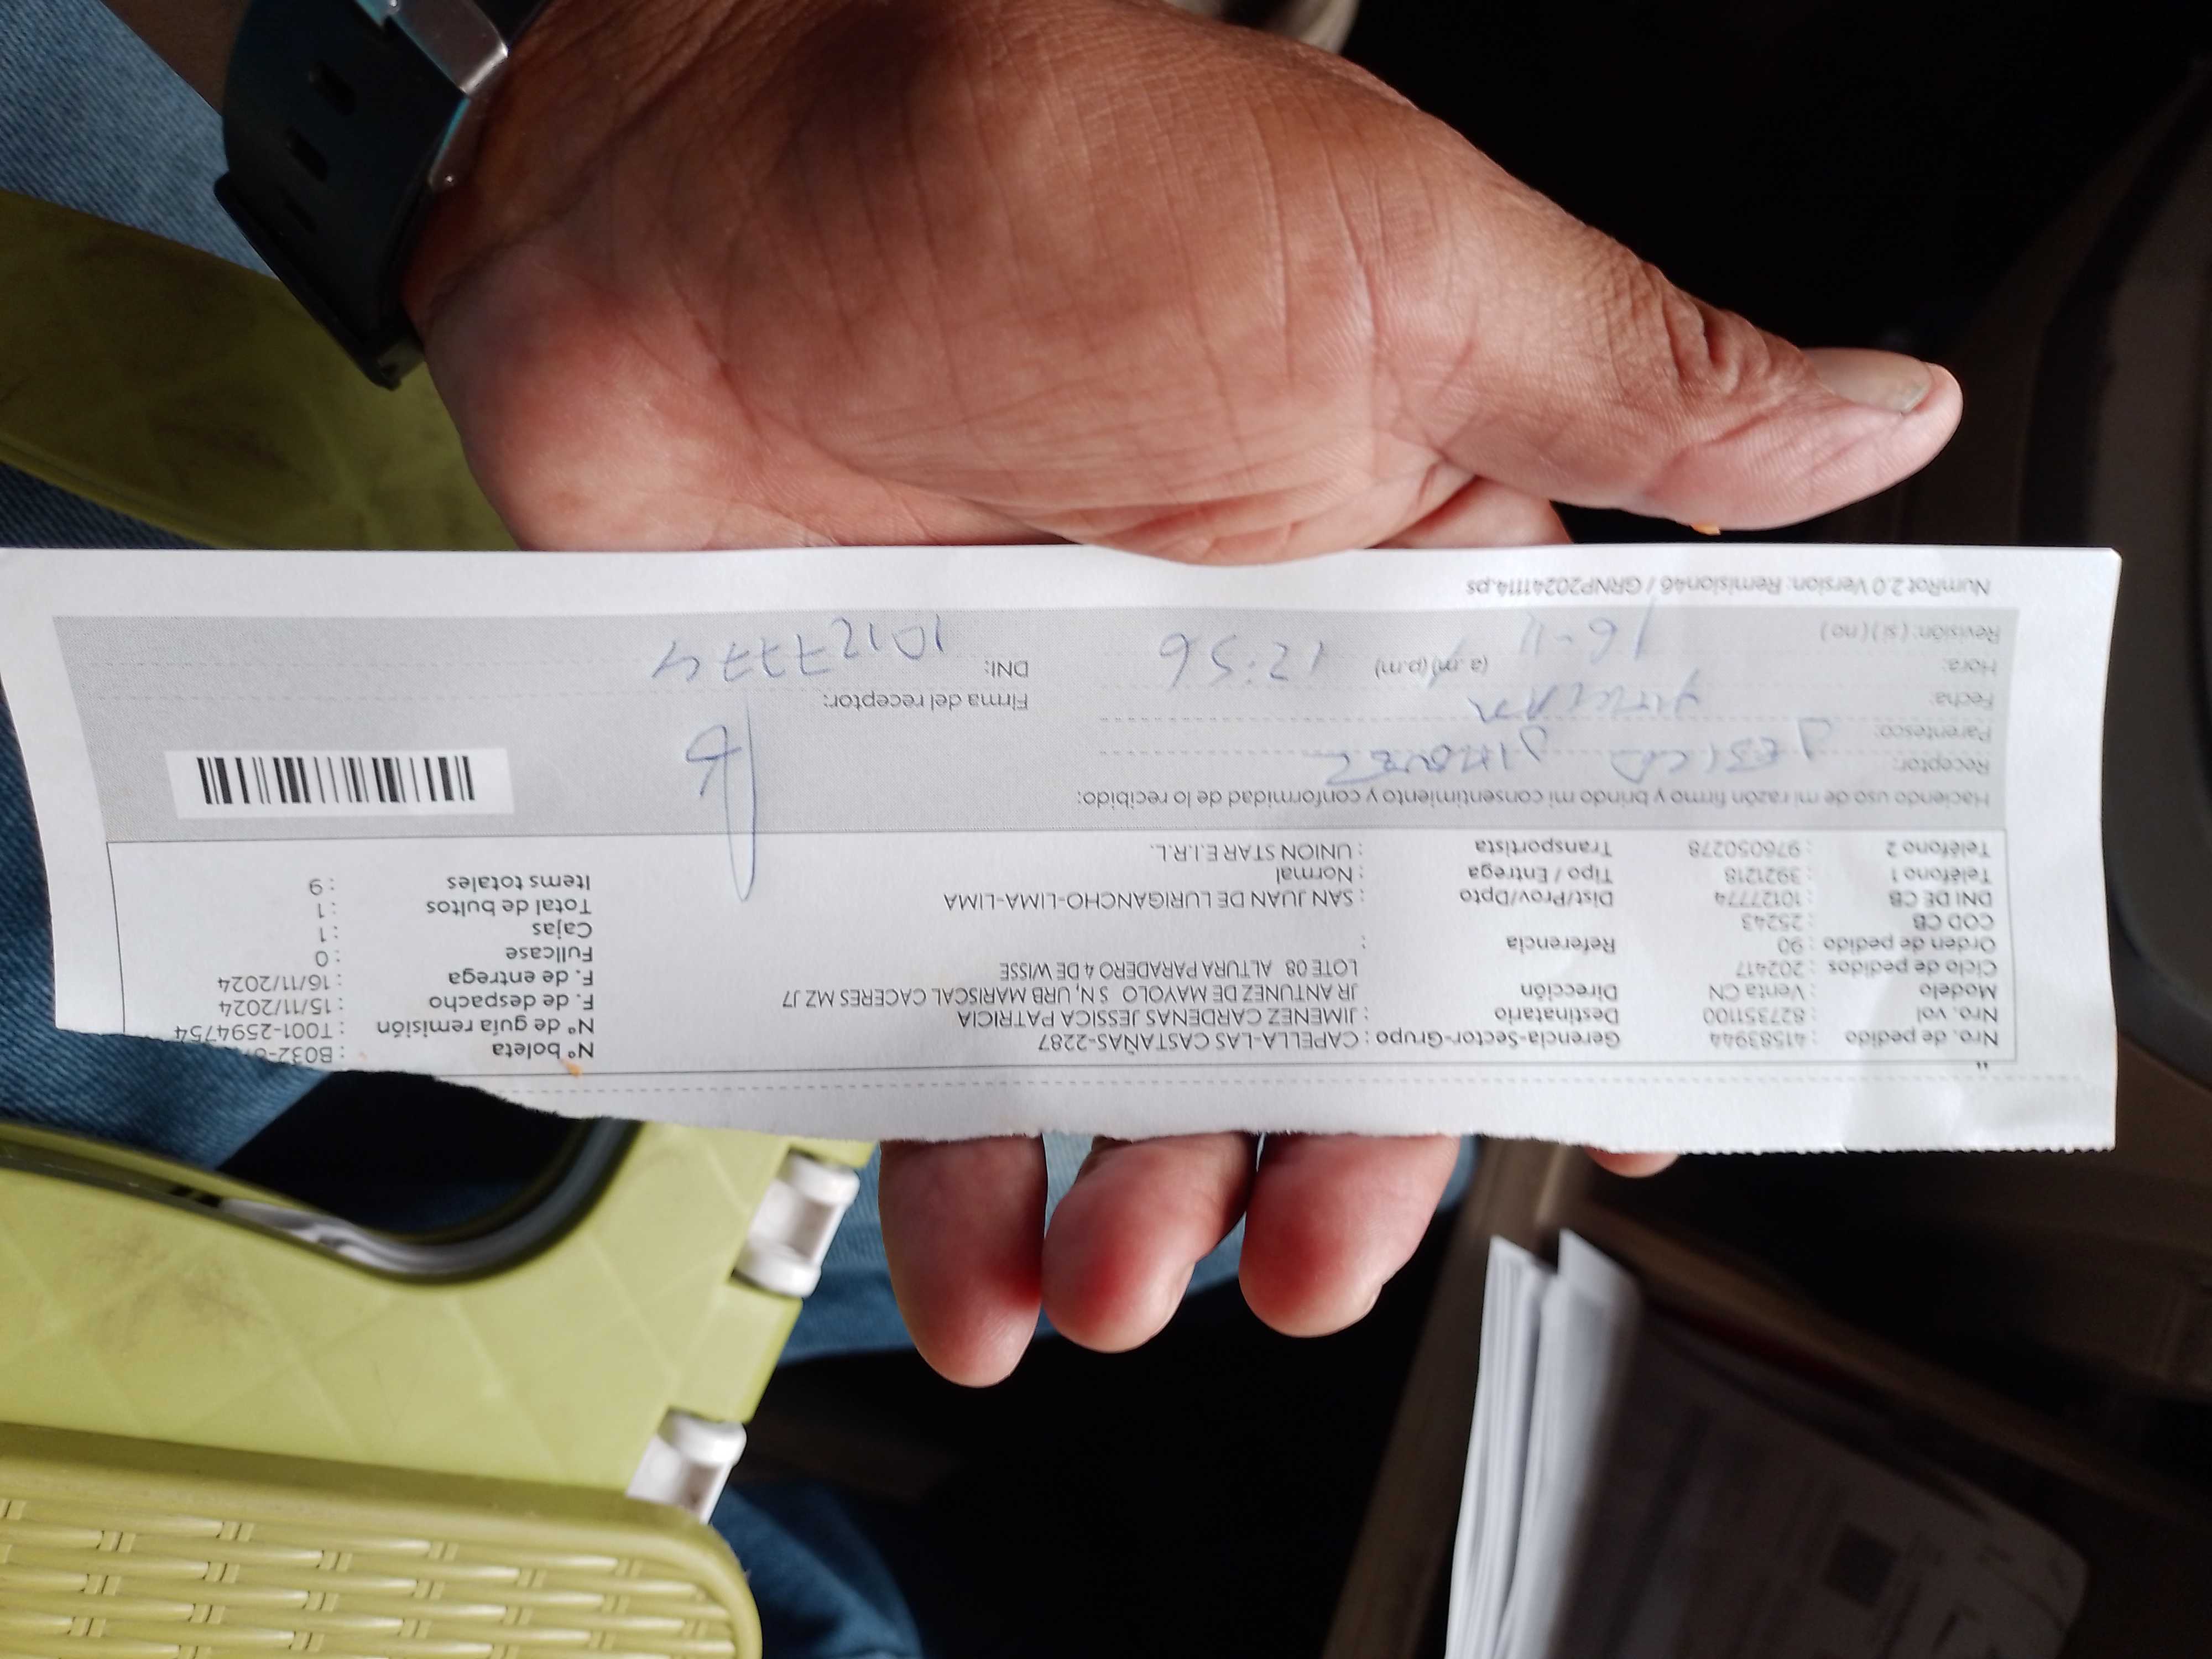 Nro. de pedido : 41583944 Gerencia-Sector-Grupo : CAPELLA-LAS CASTAÑAS-2287 N° boleta : B032-
Nro. vol : 827351100 Destinatario : JIMENEZ CARDENAS JESSICA PATRICIA N° de guía remisión : T001-2594754
Modelo : Venta CN Dirección JR ANTUNEZ DE MAYOLO S N, URB MARISCAL CACERES MZ J7 F. de despacho : 15/11/2024
Ciclo de pedidos : 202417 LOTE 08 ALTURA PARADERO 4 DE WISSE F. de entrega : 16/11/2024
Orden de pedido : 90 Referencia : Fullcase : 0
COD CB : 25243 Cajas : 1
DNI DE CB : 10127774 Dist/Prov/Dpto : SAN JUAN DE LURIGANCHO-LIMA-LIMA Total de bultos : 1
Teléfono 1 : 3921218 Tipo / Entrega : Normal Items totales : 9
Teléfono 2 : 976050278 Transportista : UNION STAR E.I.R.L.
Haciendo uso de mi razón firmo y brindo mi consentimiento y conformidad de lo recibido:
Receptor: JESICA JIMENEZ
Parentesco: TITULAR
Fecha: Firma del receptor:
Hora: 16-11 (a.m) (p.m) 12:56 DNI: 10127774
Revisión: ( si ) ( no )
NumRot 2.0 Version: Remision46 / GRNP20241114.ps